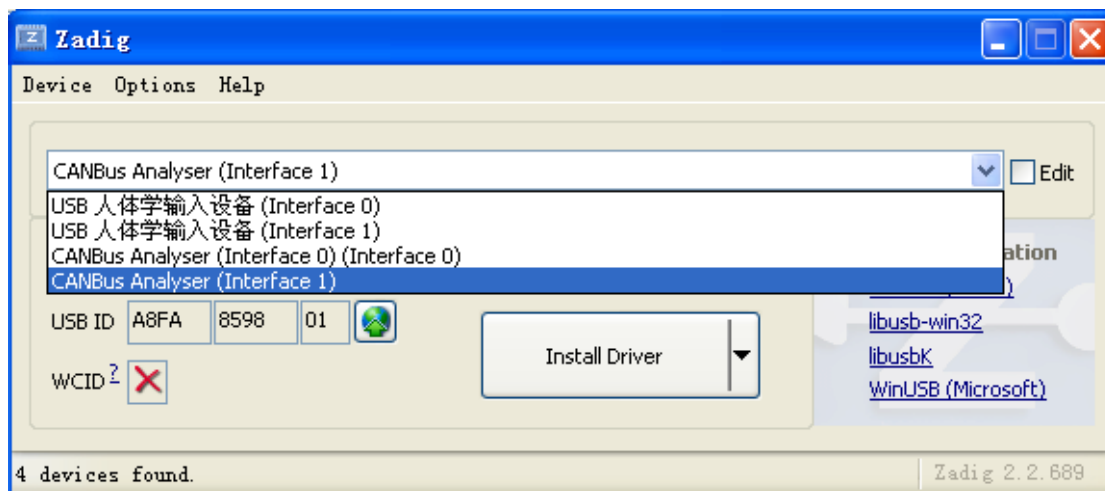 Zadig
Device Options Help
CANBus Analyser (Interface 1)
Edit
USB 人体学输入设备 (Interface 0)
USB 人体学输入设备 (Interface 1)
CANBus Analyser (Interface 0) (Interface 0)
CANBus Analyser (Interface 1)
ation
)
USB ID A8FA 8598 01
libusb-win32
Install Driver
libusbK
WCID ?
WinUSB (Microsoft)
4 devices found.
Zadig 2.2.689